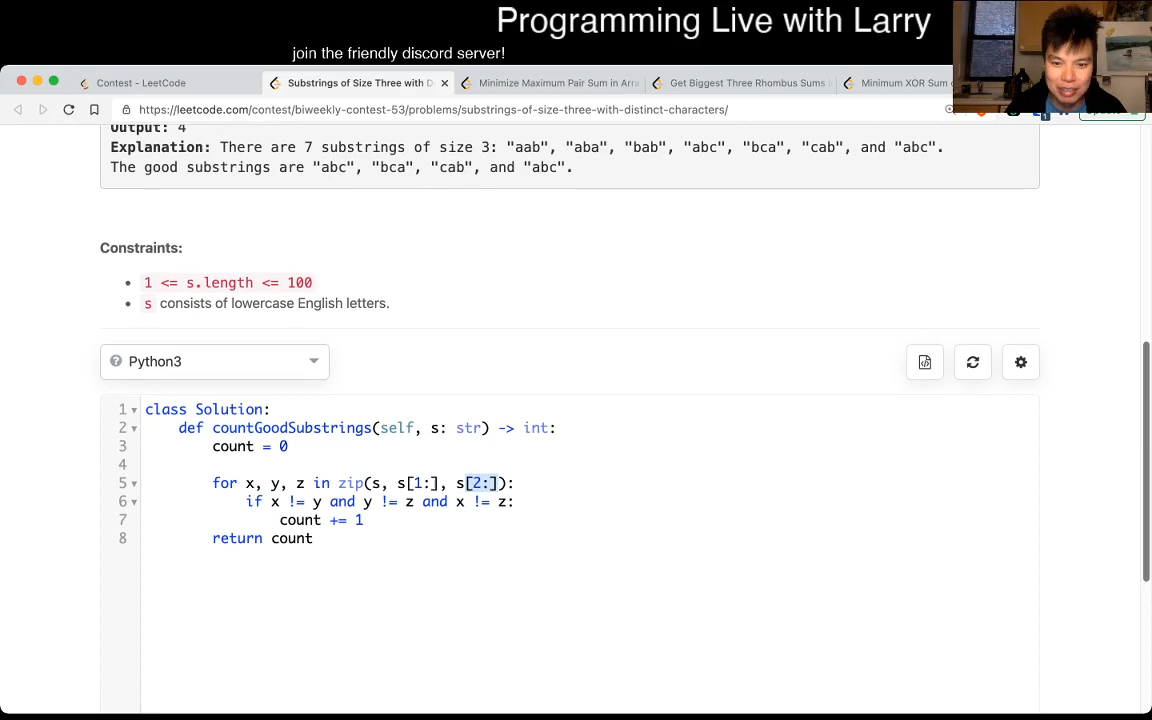 Programming Live with Larry
join the friendly discord server!
Contest - LeetCode
Substrings of Size Three with D
Minimize Maximum Pair Sum in Arra
Get Biggest Three Rhombus Sums
Minimum XOR Sum
https://leetcode.com/contest/biweekly-contest-53/problems/substrings-of-size-three-with-distinct-characters/
Output: 4
Explanation: There are 7 substrings of size 3: "aab", "aba", "bab", "abc", "bca", "cab", and "abc".
The good substrings are "abc", "bca", "cab", and "abc".
Constraints:
1 <= s.length <= 100
s consists of lowercase English letters.
Python3
1 class Solution:
2 def countGoodSubstrings(self, s: str) -> int:
3 count = 0
4
5 for x, y, z in zip(s, s[1:], s[2:]):
6 if x != y and y != z and x != z:
7 count += 1
8 return count